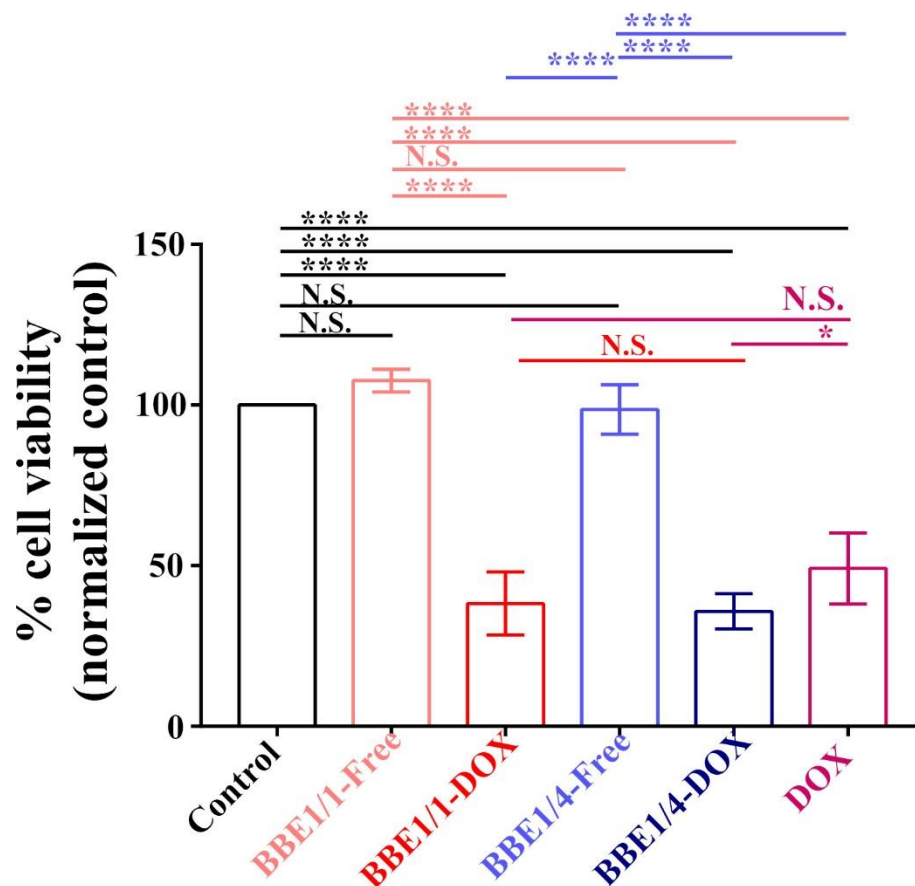 ****
****
****
****
****
N.S.
****
****
****
****
N.S.
N.S.
N.S.
*
N.S.
% cell viability
(normalized control)
150
100
50
0
Control
BBE1/1-Free
BBE1/1-DOX
BBE1/4-Free
BBE1/4-DOX
DOX